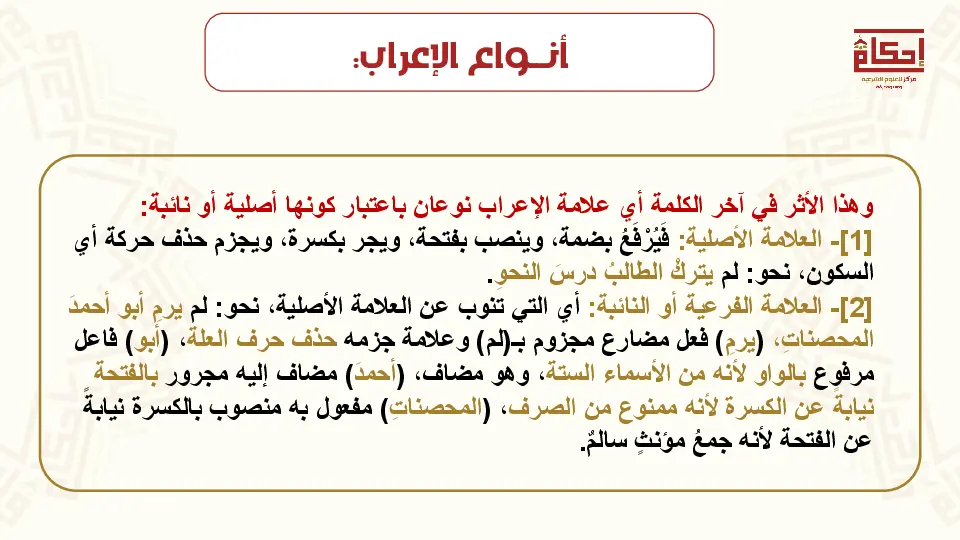 أنـــواع الإعراب:
إحكام
مركز للعلوم الشرعية
وهذا الأثر في آخر الكلمة أي علامة الإعراب نوعان باعتبار كونها أصلية أو نائبة:
[1]- العلامة الأصلية: فَيُرْفَعُ بضمة، وينصب بفتحة، ويجر بكسرة، ويجزم حذف حركة أي
السكون، نحو: لم يتركْ الطالبُ درسَ النحوِ.
[2]- العلامة الفرعية أو النائبة: أي التي تنوب عن العلامة الأصلية، نحو: لم يرمِ أبو أحمدَ
المحصناتِ، (يرمِ) فعل مضارع مجزوم بـ(لم) وعلامة جزمه حذف حرف العلة، (أبو) فاعل
مرفوع بالواو لأنه من الأسماء الستة، وهو مضاف، (أحمدَ) مضاف إليه مجرور بالفتحة
نيابةً عن الكسرة لأنه ممنوع من الصرف، (المحصناتِ) مفعول به منصوب بالكسرة نيابةً
عن الفتحة لأنه جمعُ مؤنثٍ سالمٌ.